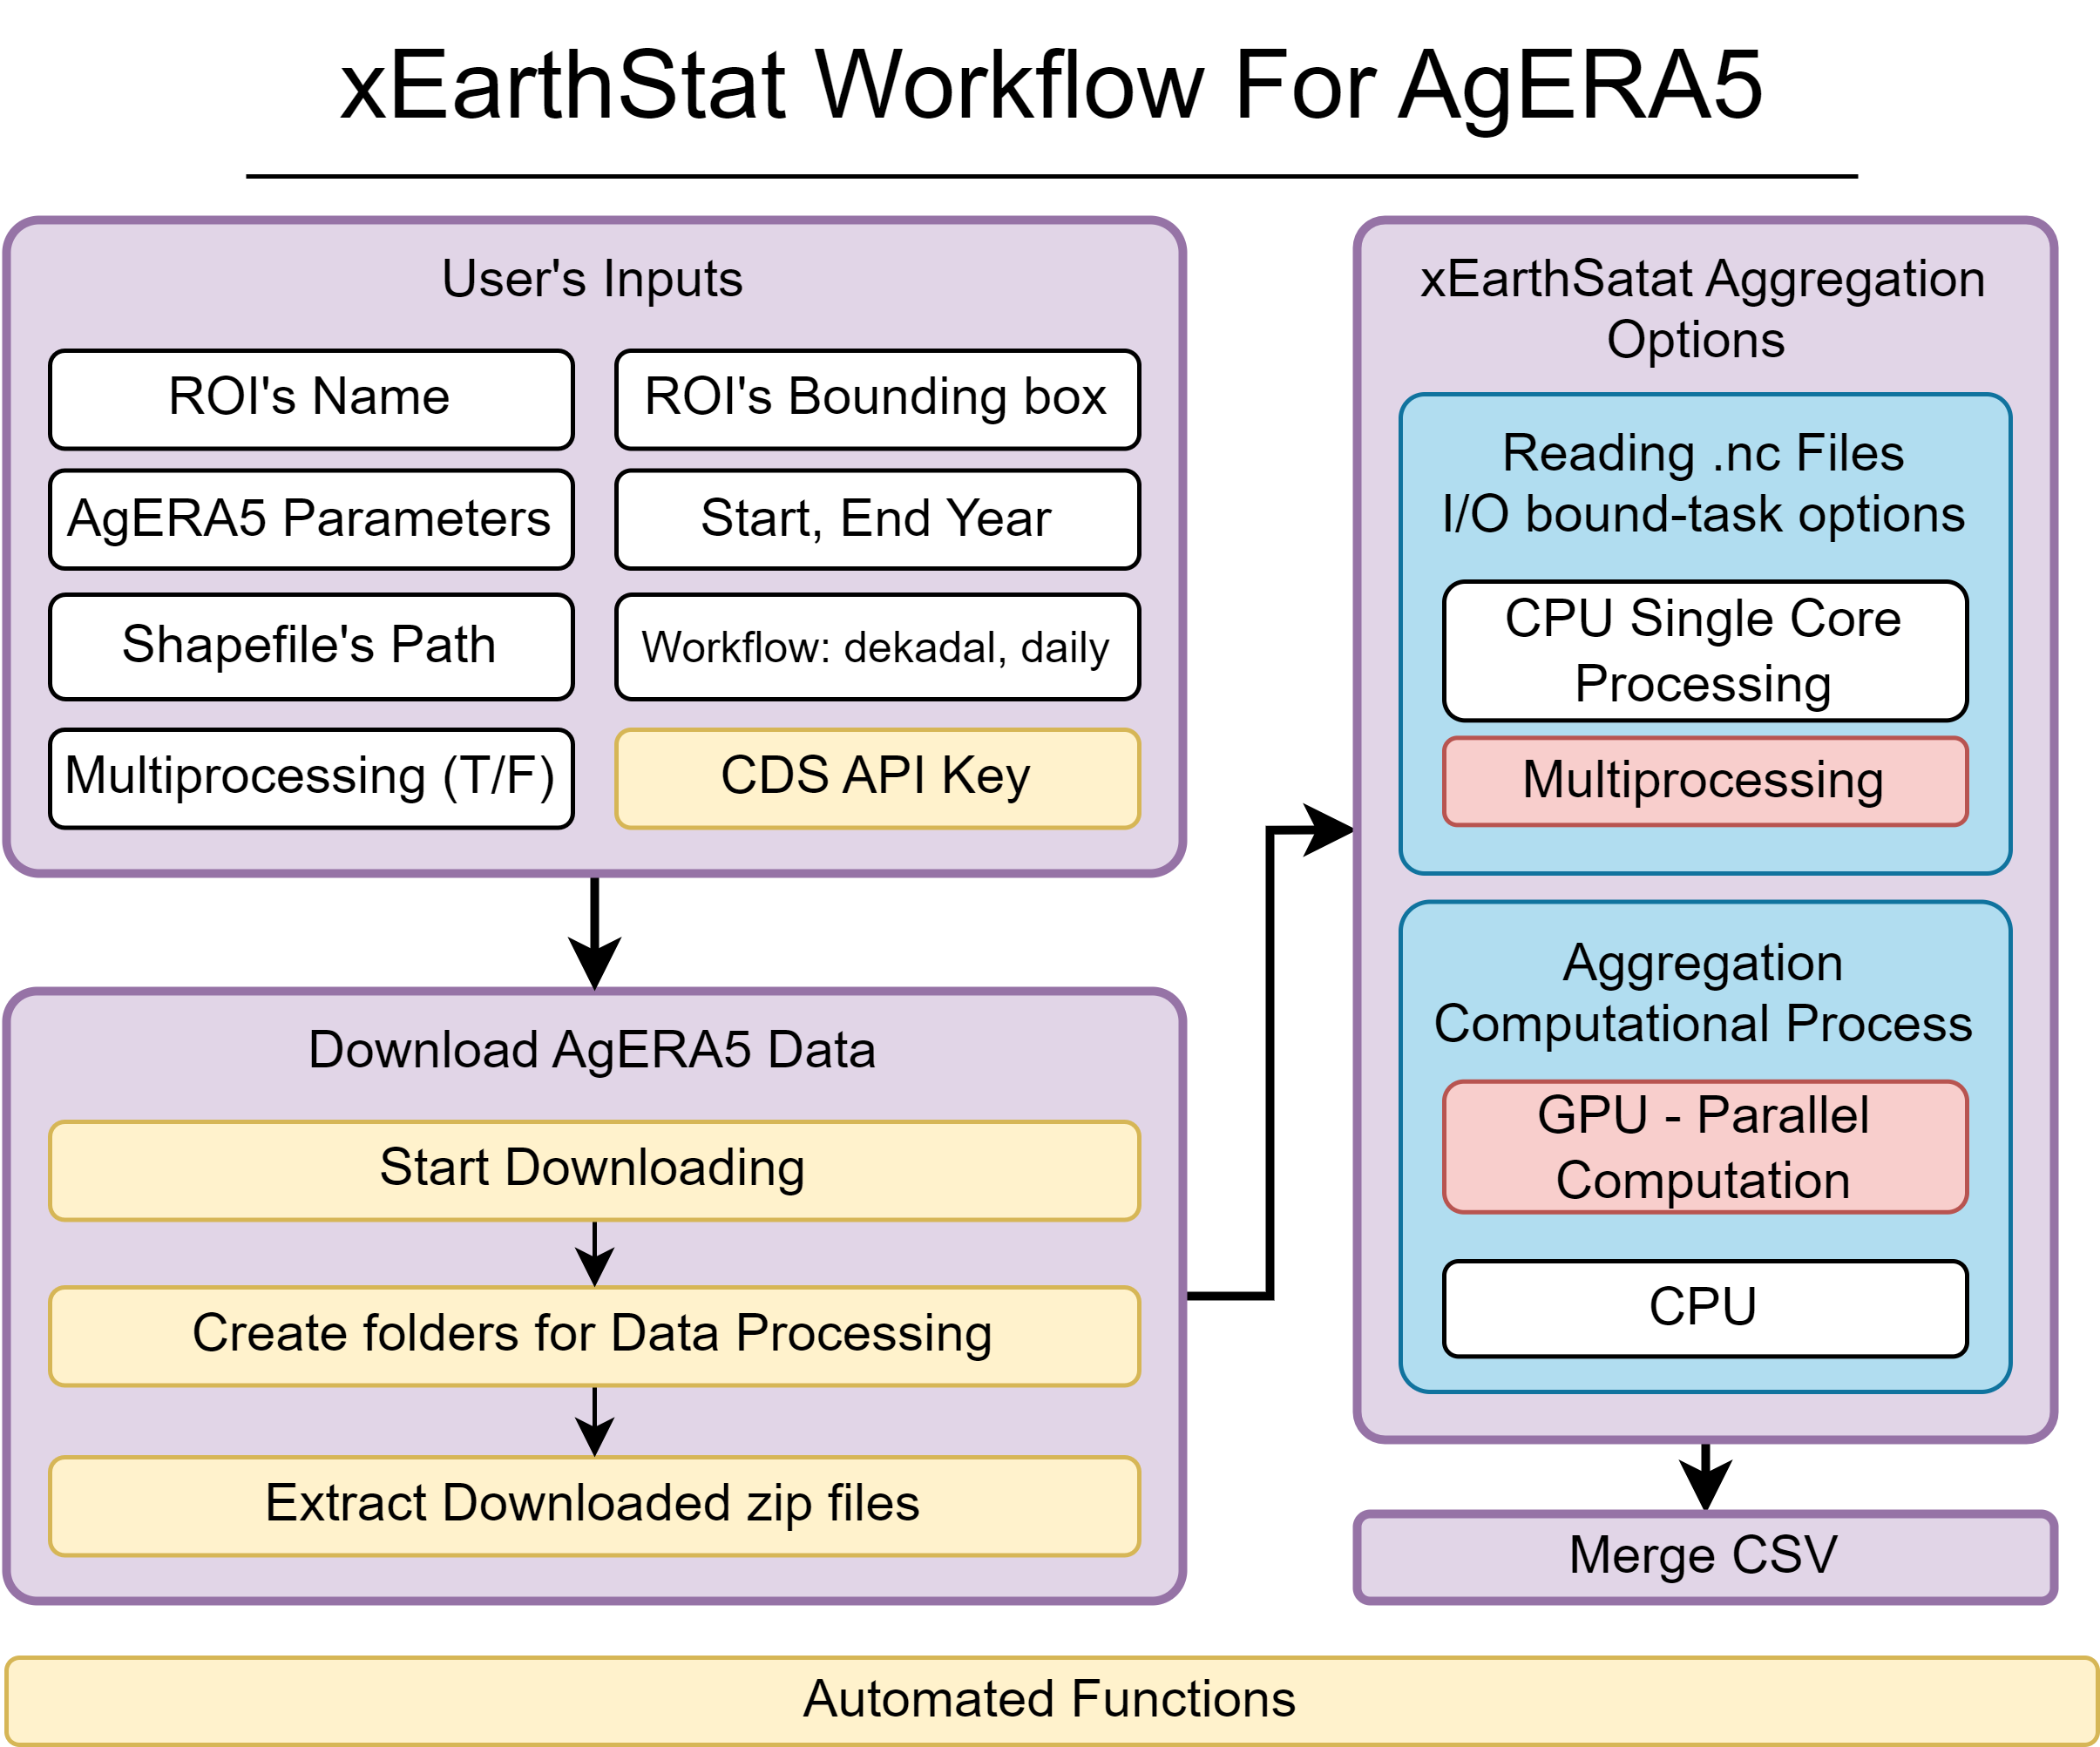 xEarthStat Workflow For AgERA5
User's Inputs
ROI's Name
ROI's Bounding box
AgERA5 Parameters
Start, End Year
Shapefile's Path
Workflow: dekadal, daily
Multiprocessing (T/F)
CDS API Key
Download AgERA5 Data
Start Downloading
Create folders for Data Processing
Extract Downloaded zip files
xEarthSatat Aggregation
Options
Reading .nc Files
I/O bound-task options
CPU Single Core
Processing
Multiprocessing
Aggregation
Computational Process
GPU - Parallel
Computation
CPU
Merge CSV
Automated Functions